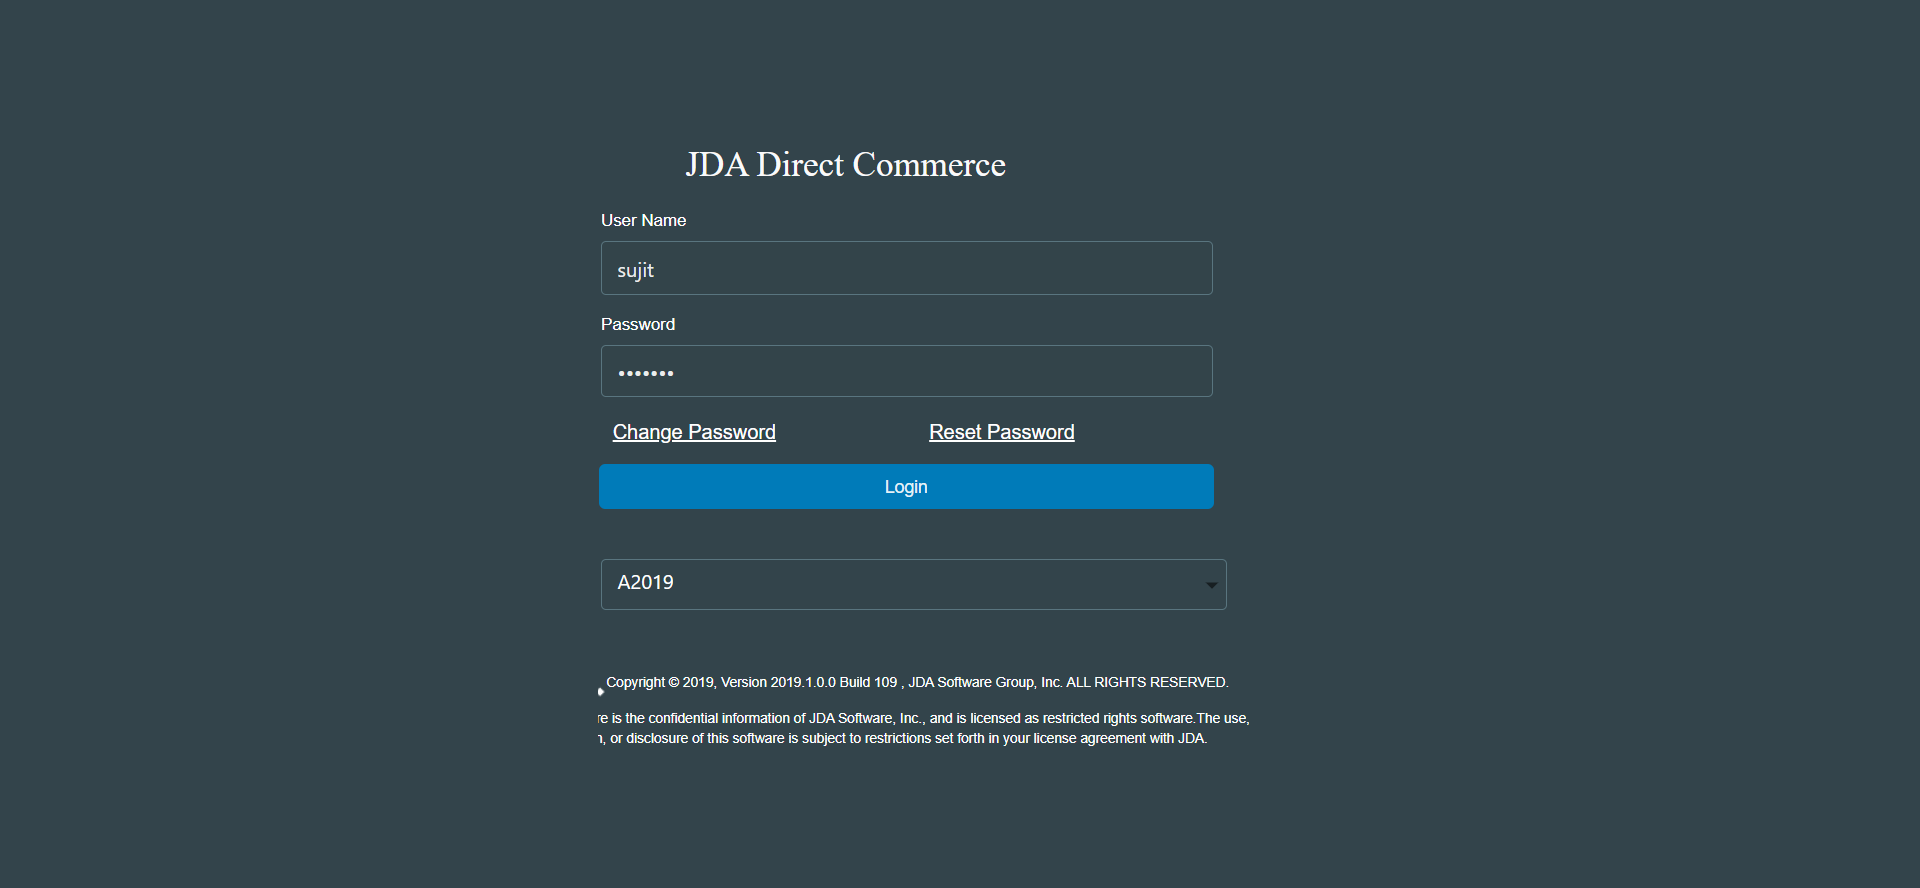 JDA Direct Commerce
User Name
sujit
Password
•••••••
Change Password Reset Password
Login
A2019
Copyright © 2019, Version 2019.1.0.0 Build 109 , JDA Software Group, Inc. ALL RIGHTS RESERVED.
is the confidential information of JDA Software, Inc., and is licensed as restricted rights software.The use,
, or disclosure of this software is subject to restrictions set forth in your license agreement with JDA.